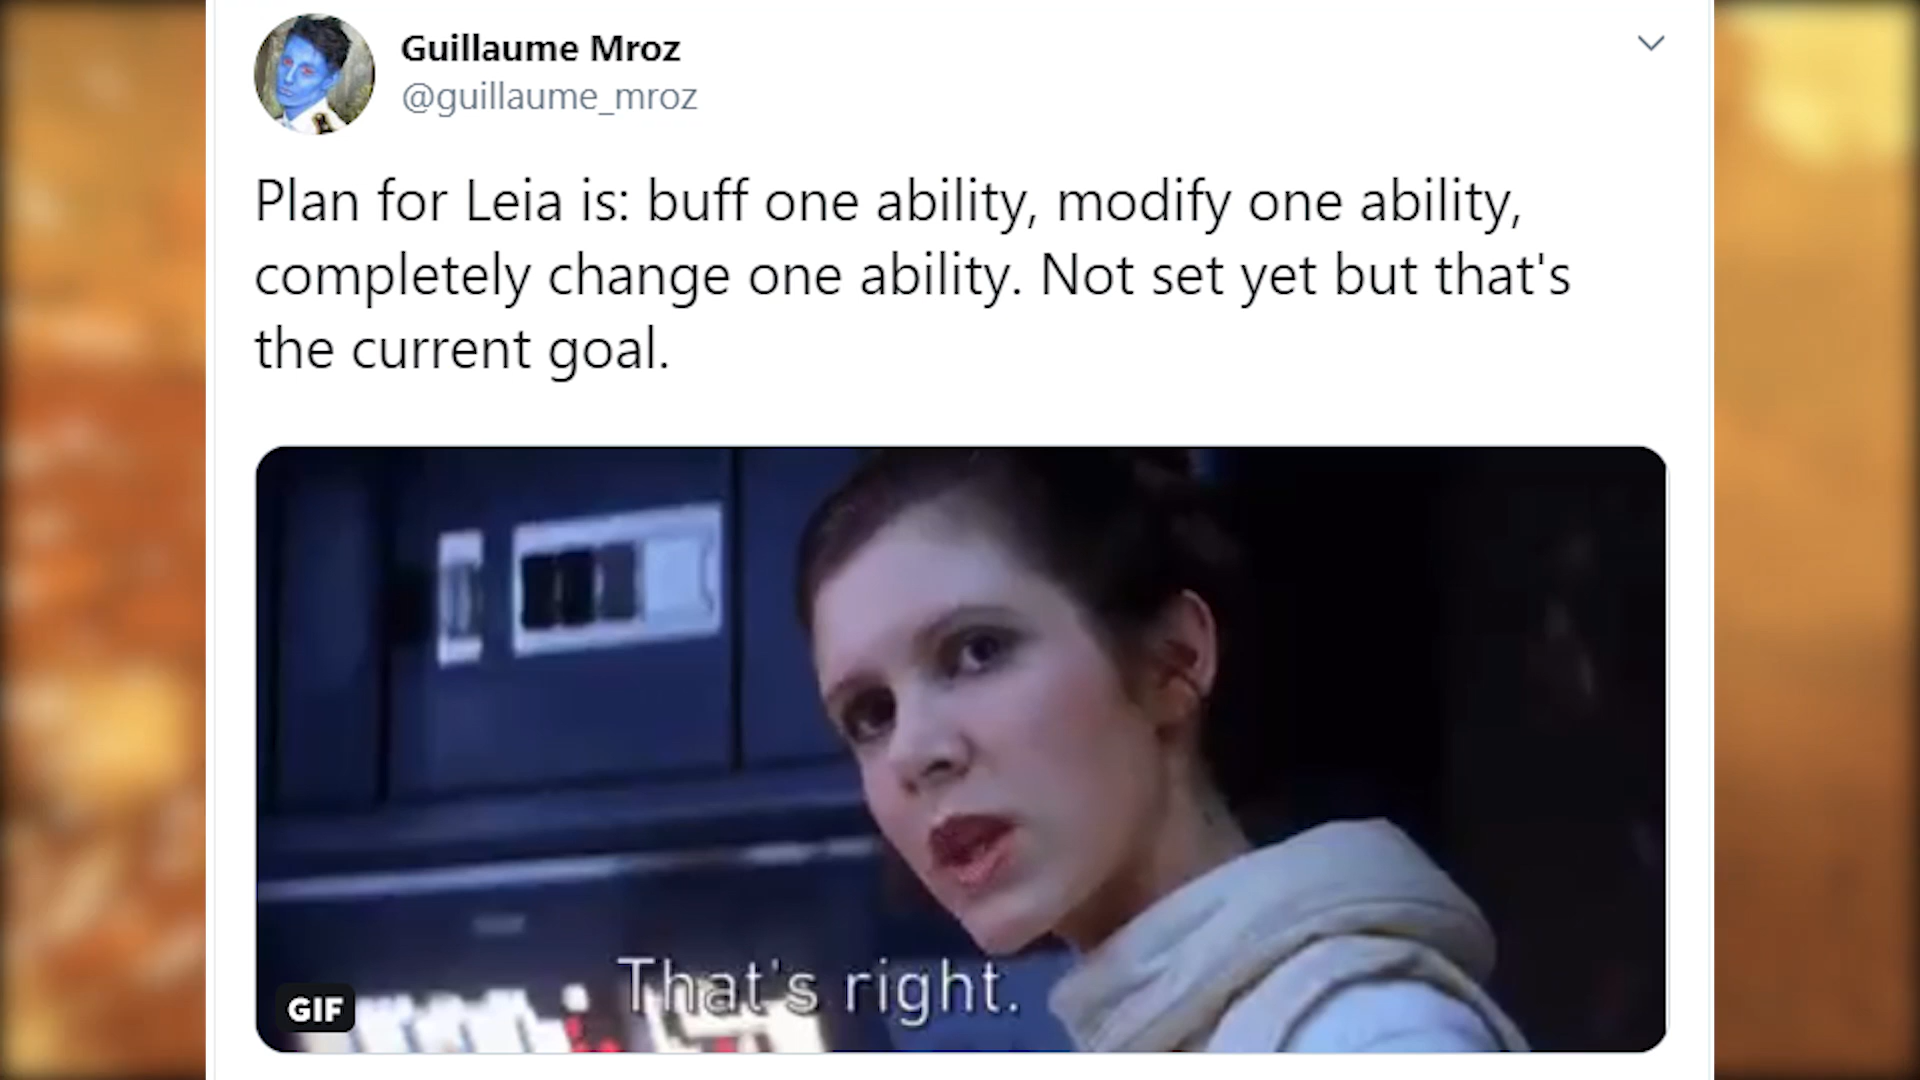 Guillaume Mroz
@guillaume_mroz
Plan for Leia is: buff one ability, modify one ability,
completely change one ability. Not set yet but that's
the current goal.
That's right.
GIF